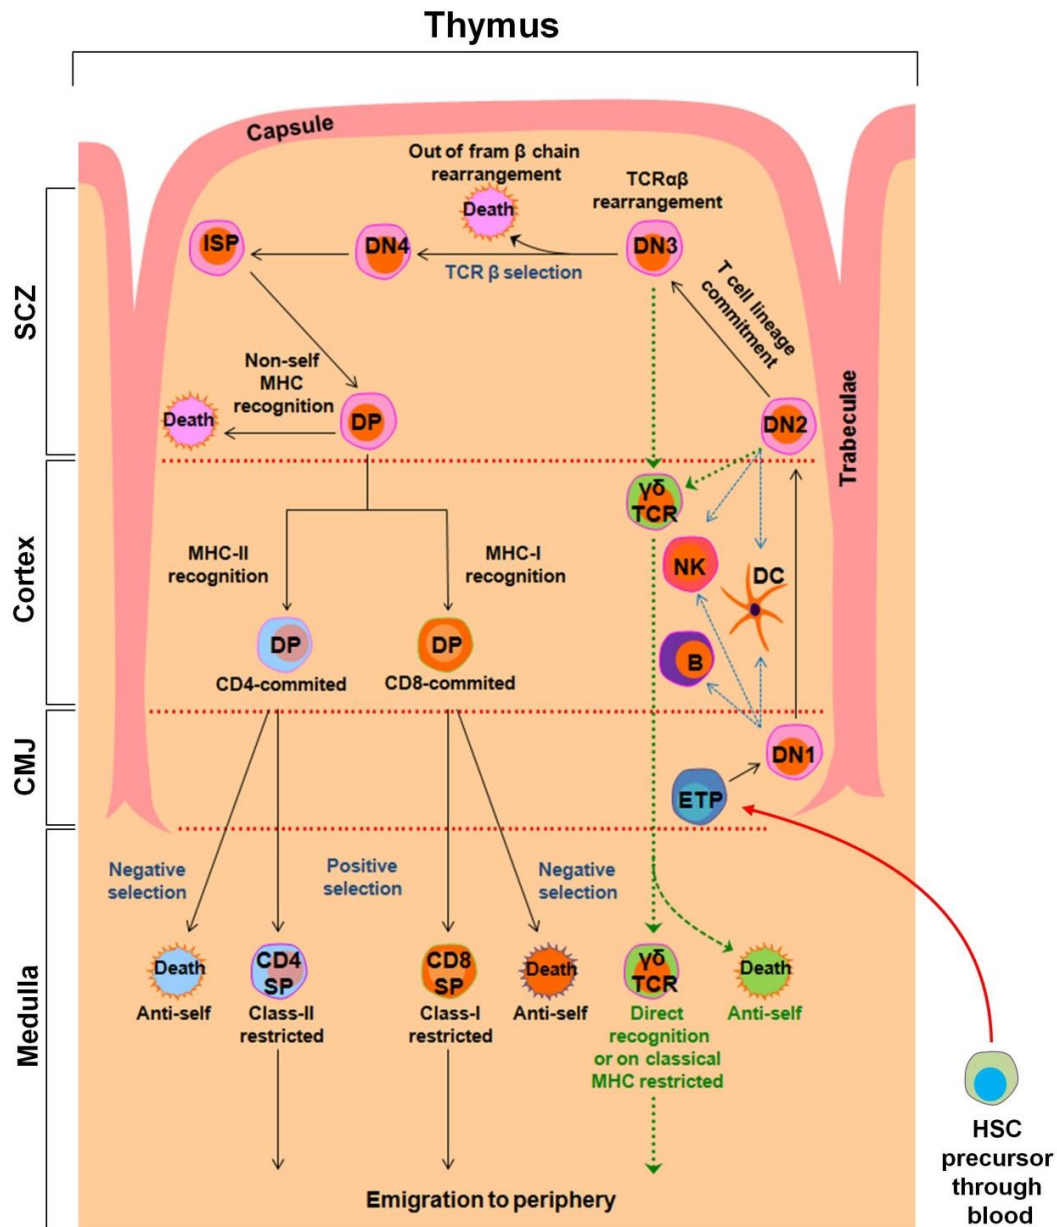 Thymus
Capsule
Out of fram β chain
rearrangement
Death
TCRαβ
rearrangement
ISP
DN4
DN3
TCR β selection
T cell lineage
commitment
SCZ
Non-self
MHC
recognition
Death
DP
DN2
Trabeculae
γδ
TCR
Cortex
MHC-II
recognition
MHC-I
recognition
NK
DC
DP
DP
B
CD4-commited
CD8-commited
CMJ
DN1
ETP
Negative
selection
Positive
selection
Negative
selection
Medulla
Death
CD4
SP
CD8
SP
Death
γδ
TCR
Death
Anti-self
Class-II
restricted
Class-I
restricted
Anti-self
Direct
recognition
or on classical
MHC restricted
Anti-self
HSC
precursor
through
blood
Emigration to periphery